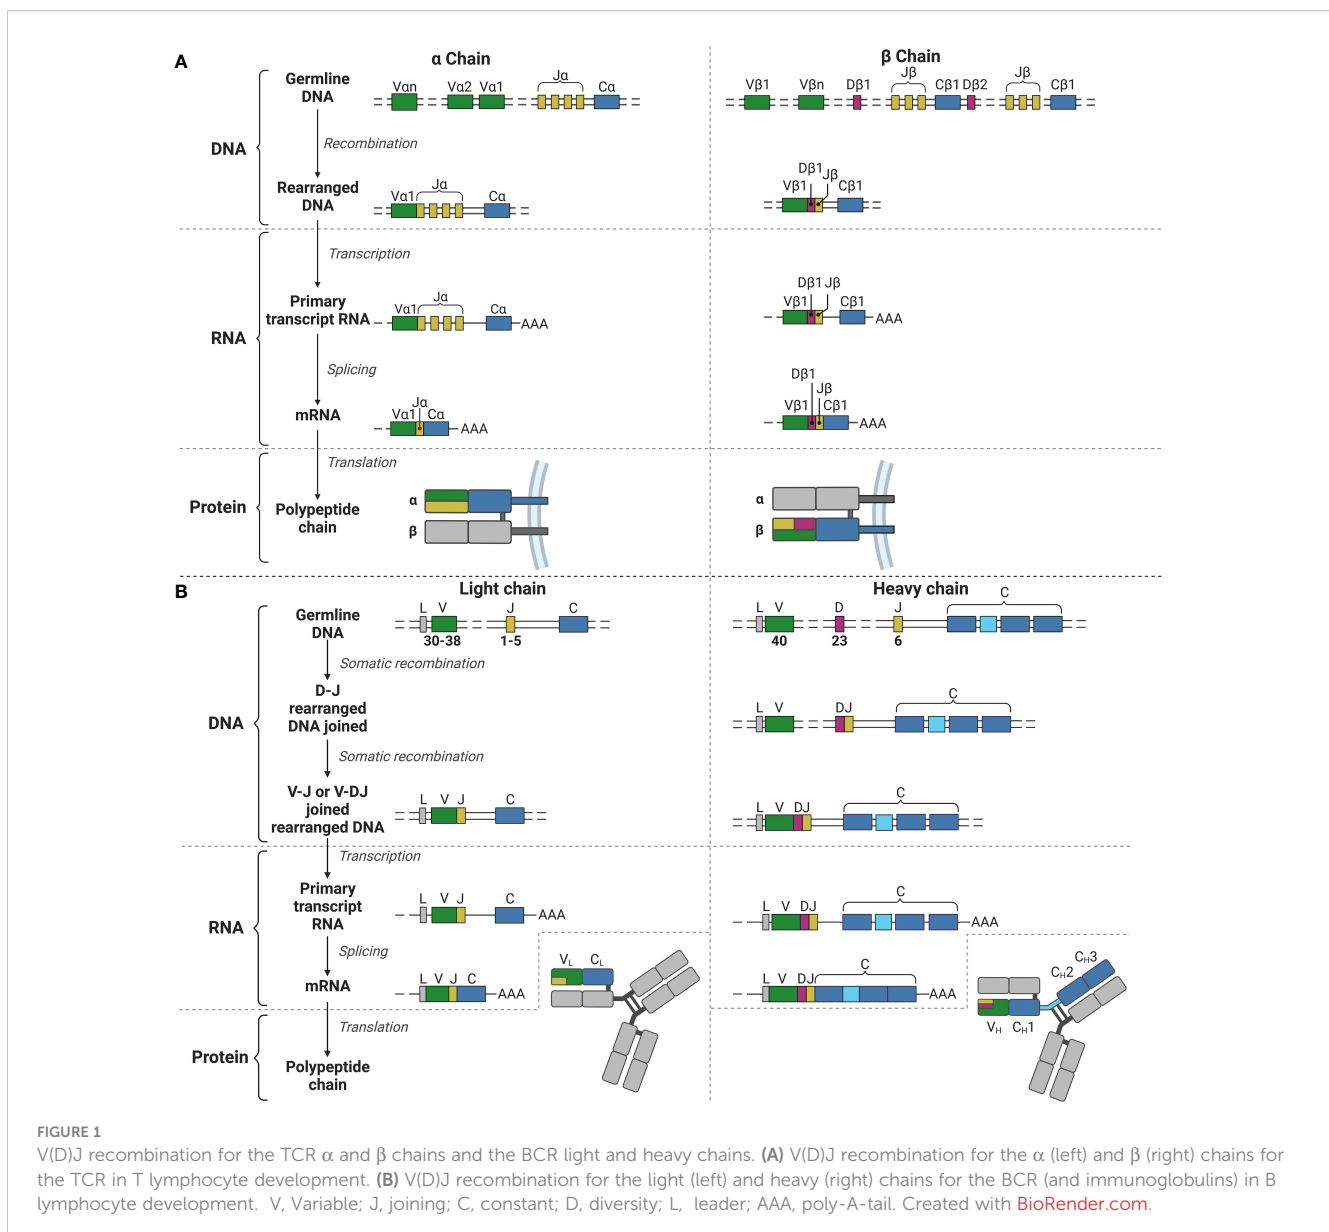 A
α Chain
β Chain
Germline
DNA
Vαn
Vα2 Vα1
Jα
Cα
Vβ1
Vβn
Dβ1
Jβ
Cβ1 Dβ2
Jβ
Cβ1
DNA
Recombination
Rearranged
DNA
Vα1
Jα
Cα
Dβ1
Vβ1
Jβ
Cβ1
Transcription
RNA
Primary
transcript RNA
Vα1
Jα
Cα
AAA
Dβ1 Jβ
Vβ1
Cβ1
AAA
Splicing
mRNA
Jα
Vα1 Cα
AAA
Dβ1
Jβ
Vβ1 Cβ1
AAA
Translation
Protein
Polypeptide
chain
α
β
α
β
B
Light chain
Heavy chain
Germline
DNA
L V J C
30-38 1-5
L V D J C
40 23 6
Somatic recombination
DNA
D-J
rearranged
DNA joined
L V DJ C
Somatic recombination
V-J or V-DJ
joined
rearranged DNA
L V J C
L V DJ C
Transcription
RNA
Primary
transcript
RNA
L V J C
AAA
L V DJ C
AAA
Splicing
mRNA
L V J C
AAA
L V DJ C
AAA
VL CL
CH2 CH3
VH CH1
Translation
Protein
Polypeptide
chain
FIGURE 1
V(D)J recombination for the TCR α and β chains and the BCR light and heavy chains. (A) V(D)J recombination for the α (left) and β (right) chains for
the TCR in T lymphocyte development. (B) V(D)J recombination for the light (left) and heavy (right) chains for the BCR (and immunoglobulins) in B
lymphocyte development. V, Variable; J, joining; C, constant; D, diversity; L, leader; AAA, poly-A-tail. Created with BioRender.com.